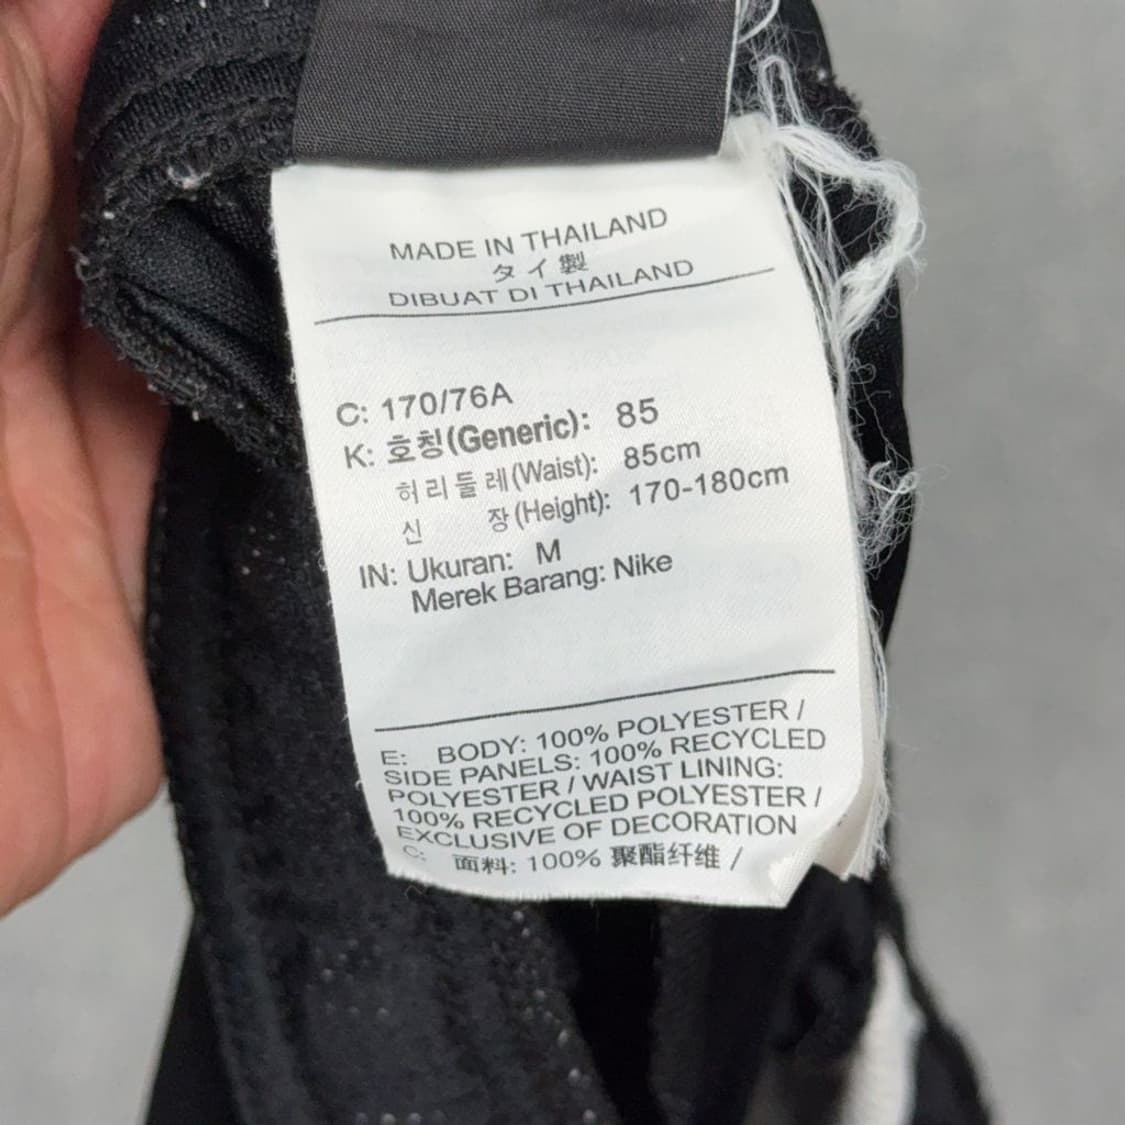 MADE IN THAILAND
タイ製
DIBUAT DI THAILAND
C: 170/76A
K: 호칭(Generic): 85
허리둘레(Waist): 85cm
신 장(Height): 170-180cm
IN: Ukuran: M
Merek Barang: Nike
E: BODY: 100% POLYESTER /
SIDE PANELS: 100% RECYCLED
POLYESTER / WAIST LINING:
100% RECYCLED POLYESTER /
EXCLUSIVE OF DECORATION
C: 面料: 100% 聚酯纤维 /